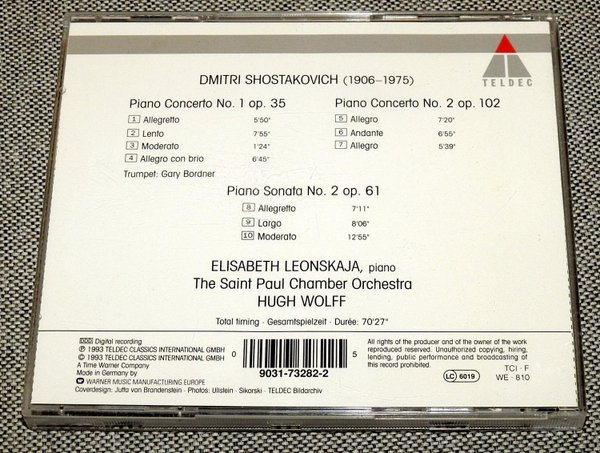 TELDEC
DMITRI SHOSTAKOVICH (1906–1975)
Piano Concerto No. 1 op. 35
1 Allegretto 5'50"
2 Lento 7'55"
3 Moderato 1'24"
4 Allegro con brio 6'45"
Trumpet: Gary Bordner
Piano Concerto No. 2 op. 102
5 Allegro 7'20"
6 Andante 6'55"
7 Allegro 5'39"
Piano Sonata No. 2 op. 61
8 Allegretto 7'11"
9 Largo 8'06"
10 Moderato 12'55"
ELISABETH LEONSKAJA, piano
The Saint Paul Chamber Orchestra
HUGH WOLFF
Total timing · Gesamtspielzeit · Durée: 70'27"
DDD Digital recording
℗ 1993 TELDEC CLASSICS INTERNATIONAL GMBH
© 1993 TELDEC CLASSICS INTERNATIONAL GMBH
A Time Warner Company
Made in Germany by
WARNER MUSIC MANUFACTURING EUROPE
Coverdesign: Jutta von Brandenstein · Photos: Ullstein · Sikorski · TELDEC Bildarchiv
0 5
9031-73282-2
All rights of the producer and of the owner of the work
reproduced reserved. Unauthorized copying, hiring,
lending, public performance and broadcasting of
this record prohibited.
LC 6019
TCI · F
WE · 810